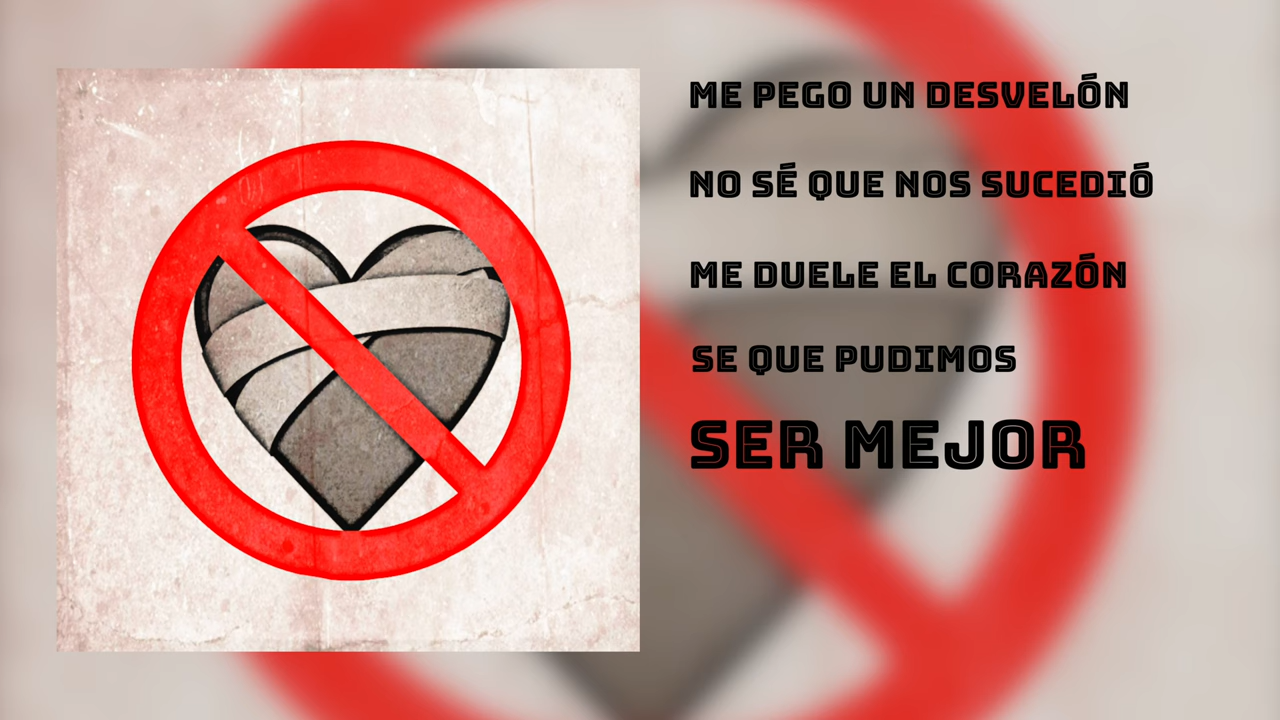 ME PEGO UN DESVELÓN
NO SÉ QUE NOS SUCEDIÓ
ME DUELE EL CORAZÓN
SE QUE PUDIMOS
SER MEJOR